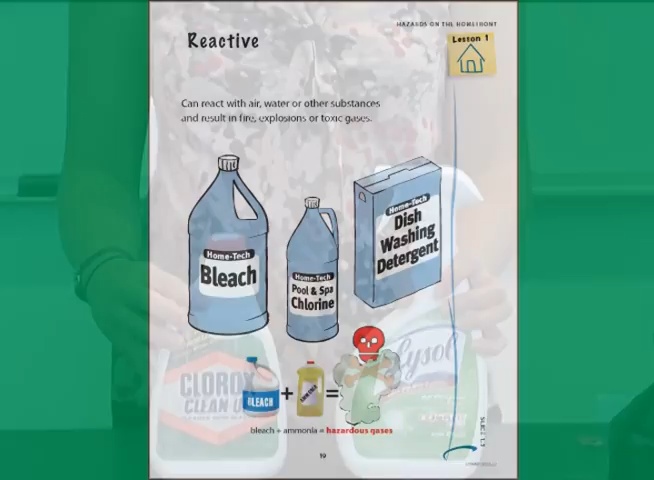 HAZARDS ON THE HOMEFRONT
Reactive
Lesson 1
Can react with air, water or other substances
and result in fire, explosions or toxic gases.
Home-Tech
Bleach
Home-Tech
Pool & Spa
Chlorine
Home-Tech
Dish
Washing
Detergent
CLOROX
CLEAN
Lysol
BLEACH
+
=
bleach + ammonia = hazardous gases
19